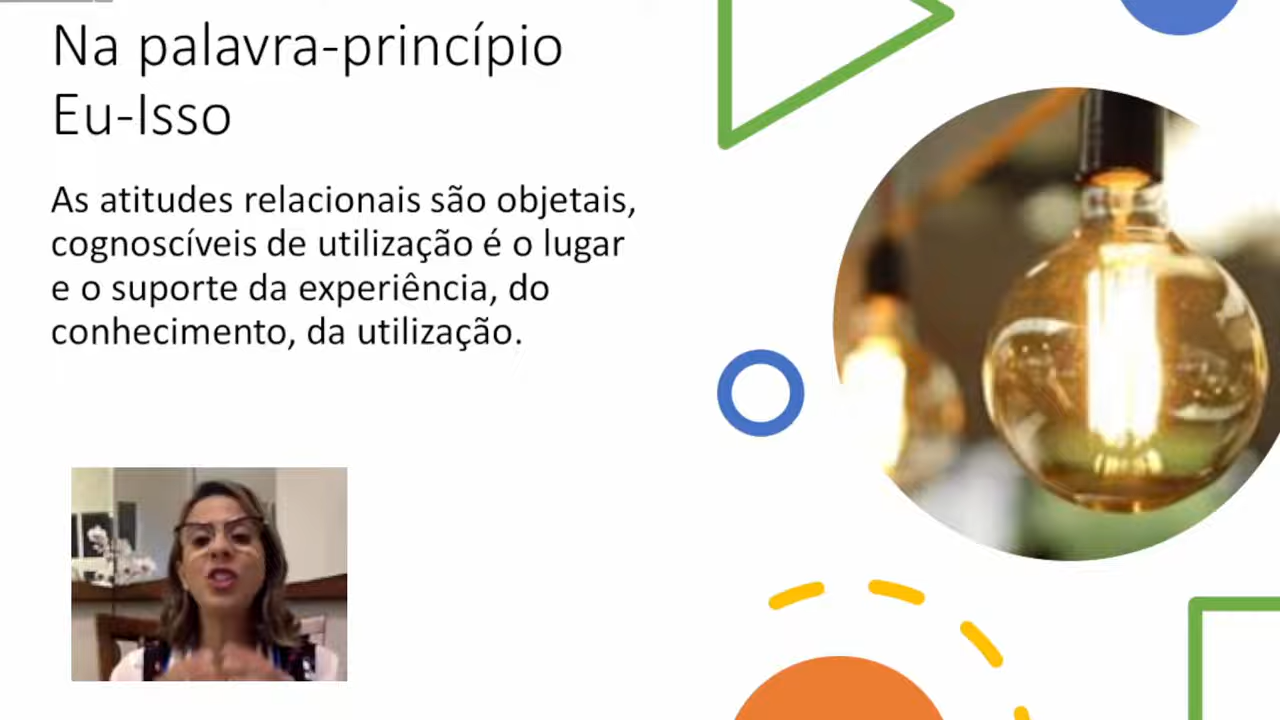 Na palavra-princípio
Eu-Isso
As atitudes relacionais são objetais,
cognoscíveis de utilização é o lugar
e o suporte da experiência, do
conhecimento, da utilização.